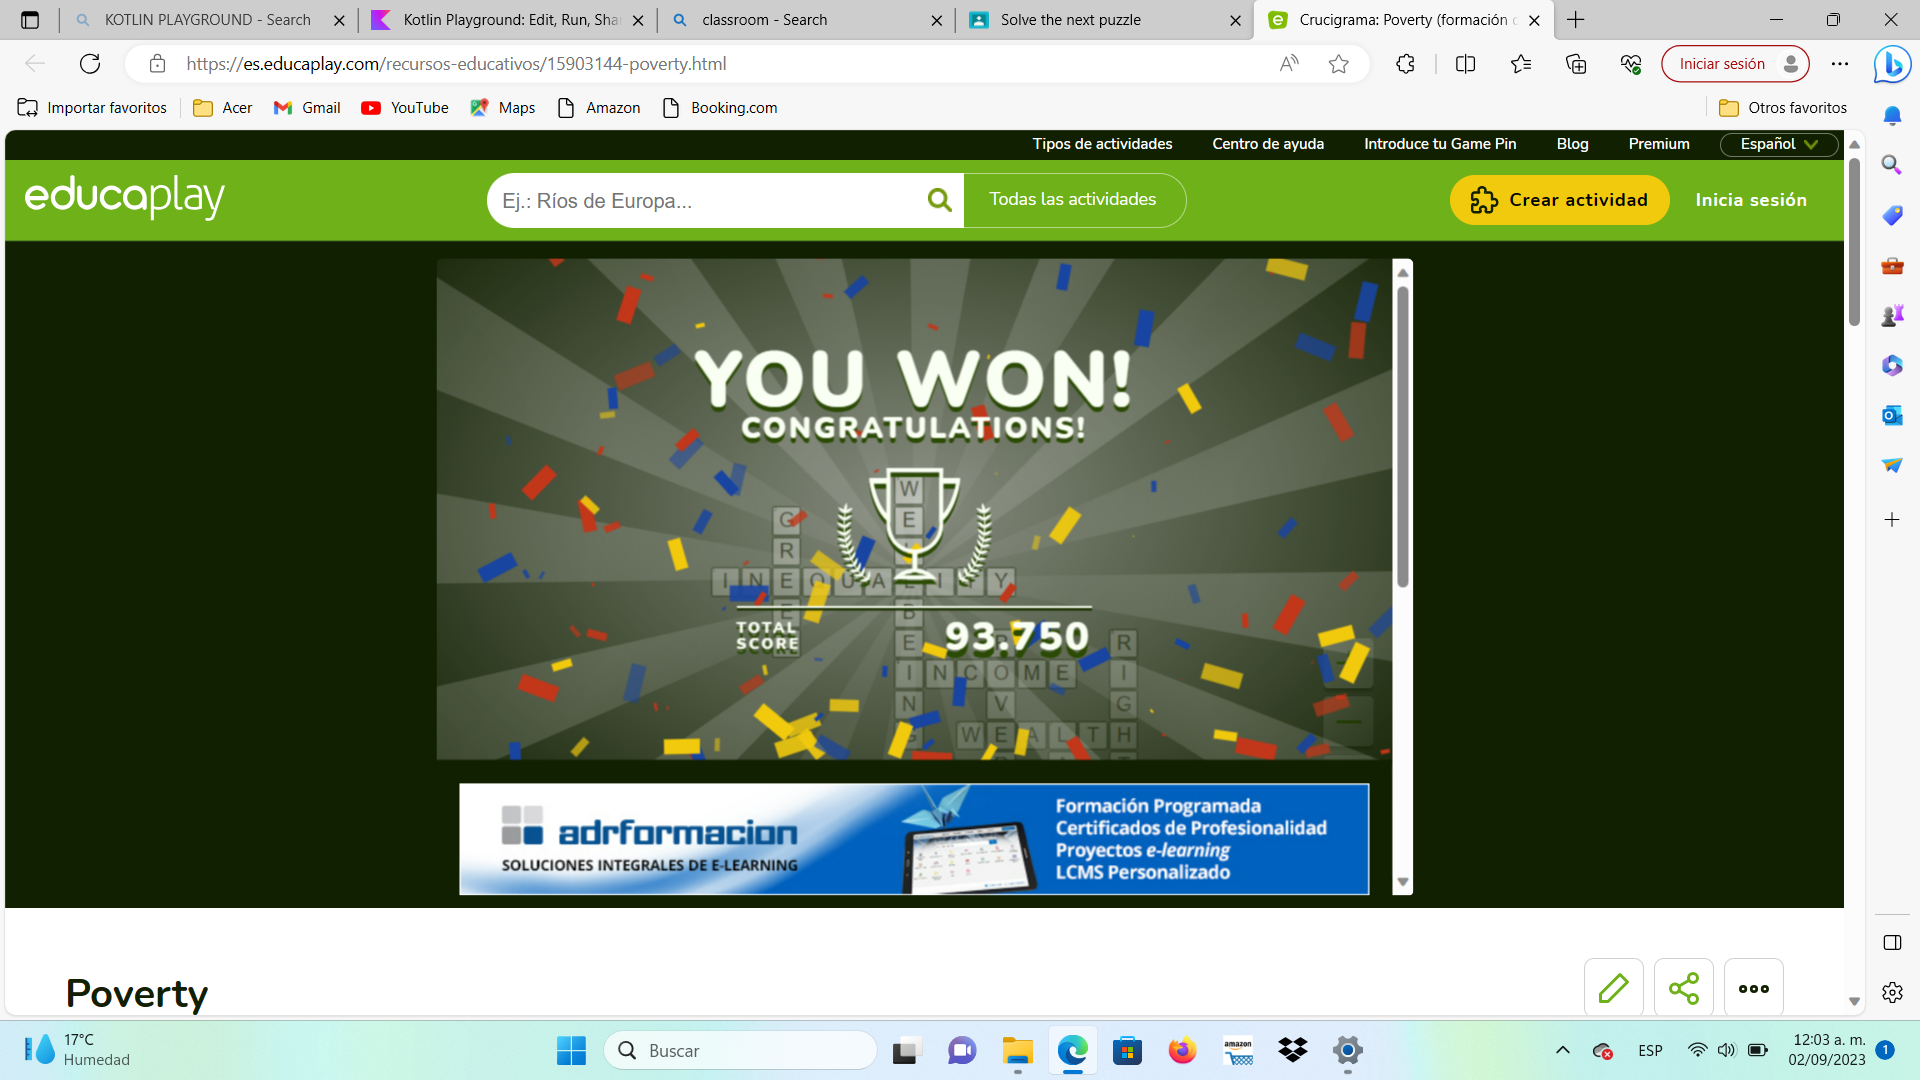 KOTLIN PLAYGROUND - Search
Kotlin Playground: Edit, Run, Sha
classroom - Search
Solve the next puzzle
Crucigrama: Poverty (formación
https://es.educaplay.com/recursos-educativos/15903144-poverty.html
Iniciar sesión
Importar favoritos
Acer
Gmail
YouTube
Maps
Amazon
Booking.com
Otros favoritos
Tipos de actividades
Centro de ayuda
Introduce tu Game Pin
Blog
Premium
Español
educaplay
Ej.: Ríos de Europa...
Todas las actividades
Crear actividad
Inicia sesión
YOU WON!
CONGRATULATIONS!
INEQUALITY
TOTAL SCORE
93.750
INCOME
WEALTH
adrformacion
SOLUCIONES INTEGRALES DE E-LEARNING
Formación Programada
Certificados de Profesionalidad
Proyectos e-learning
LCMS Personalizado
Poverty
17°C
Humedad
Buscar
amazon
ESP
12:03 a. m.
02/09/2023
1